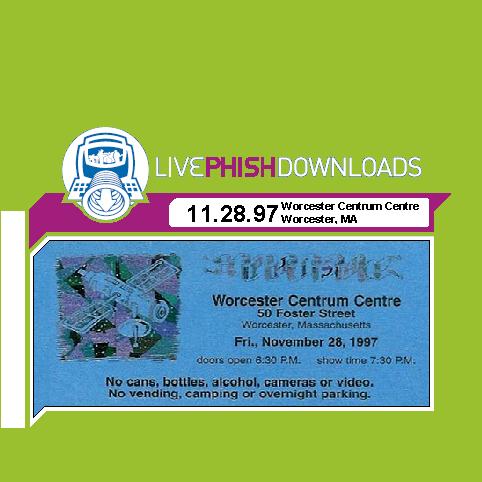 LIVEPHISHDOWNLOADS
11.28.97
Worcester Centrum Centre
Worcester, MA
Worcester Centrum Centre
50 Foster Street
Worcester, Massachusetts
Fri., November 28, 1997
doors open 6:30 P.M. show time 7:30 P.M.
No cans, bottles, alcohol, cameras or video.
No vending, camping or overnight parking.